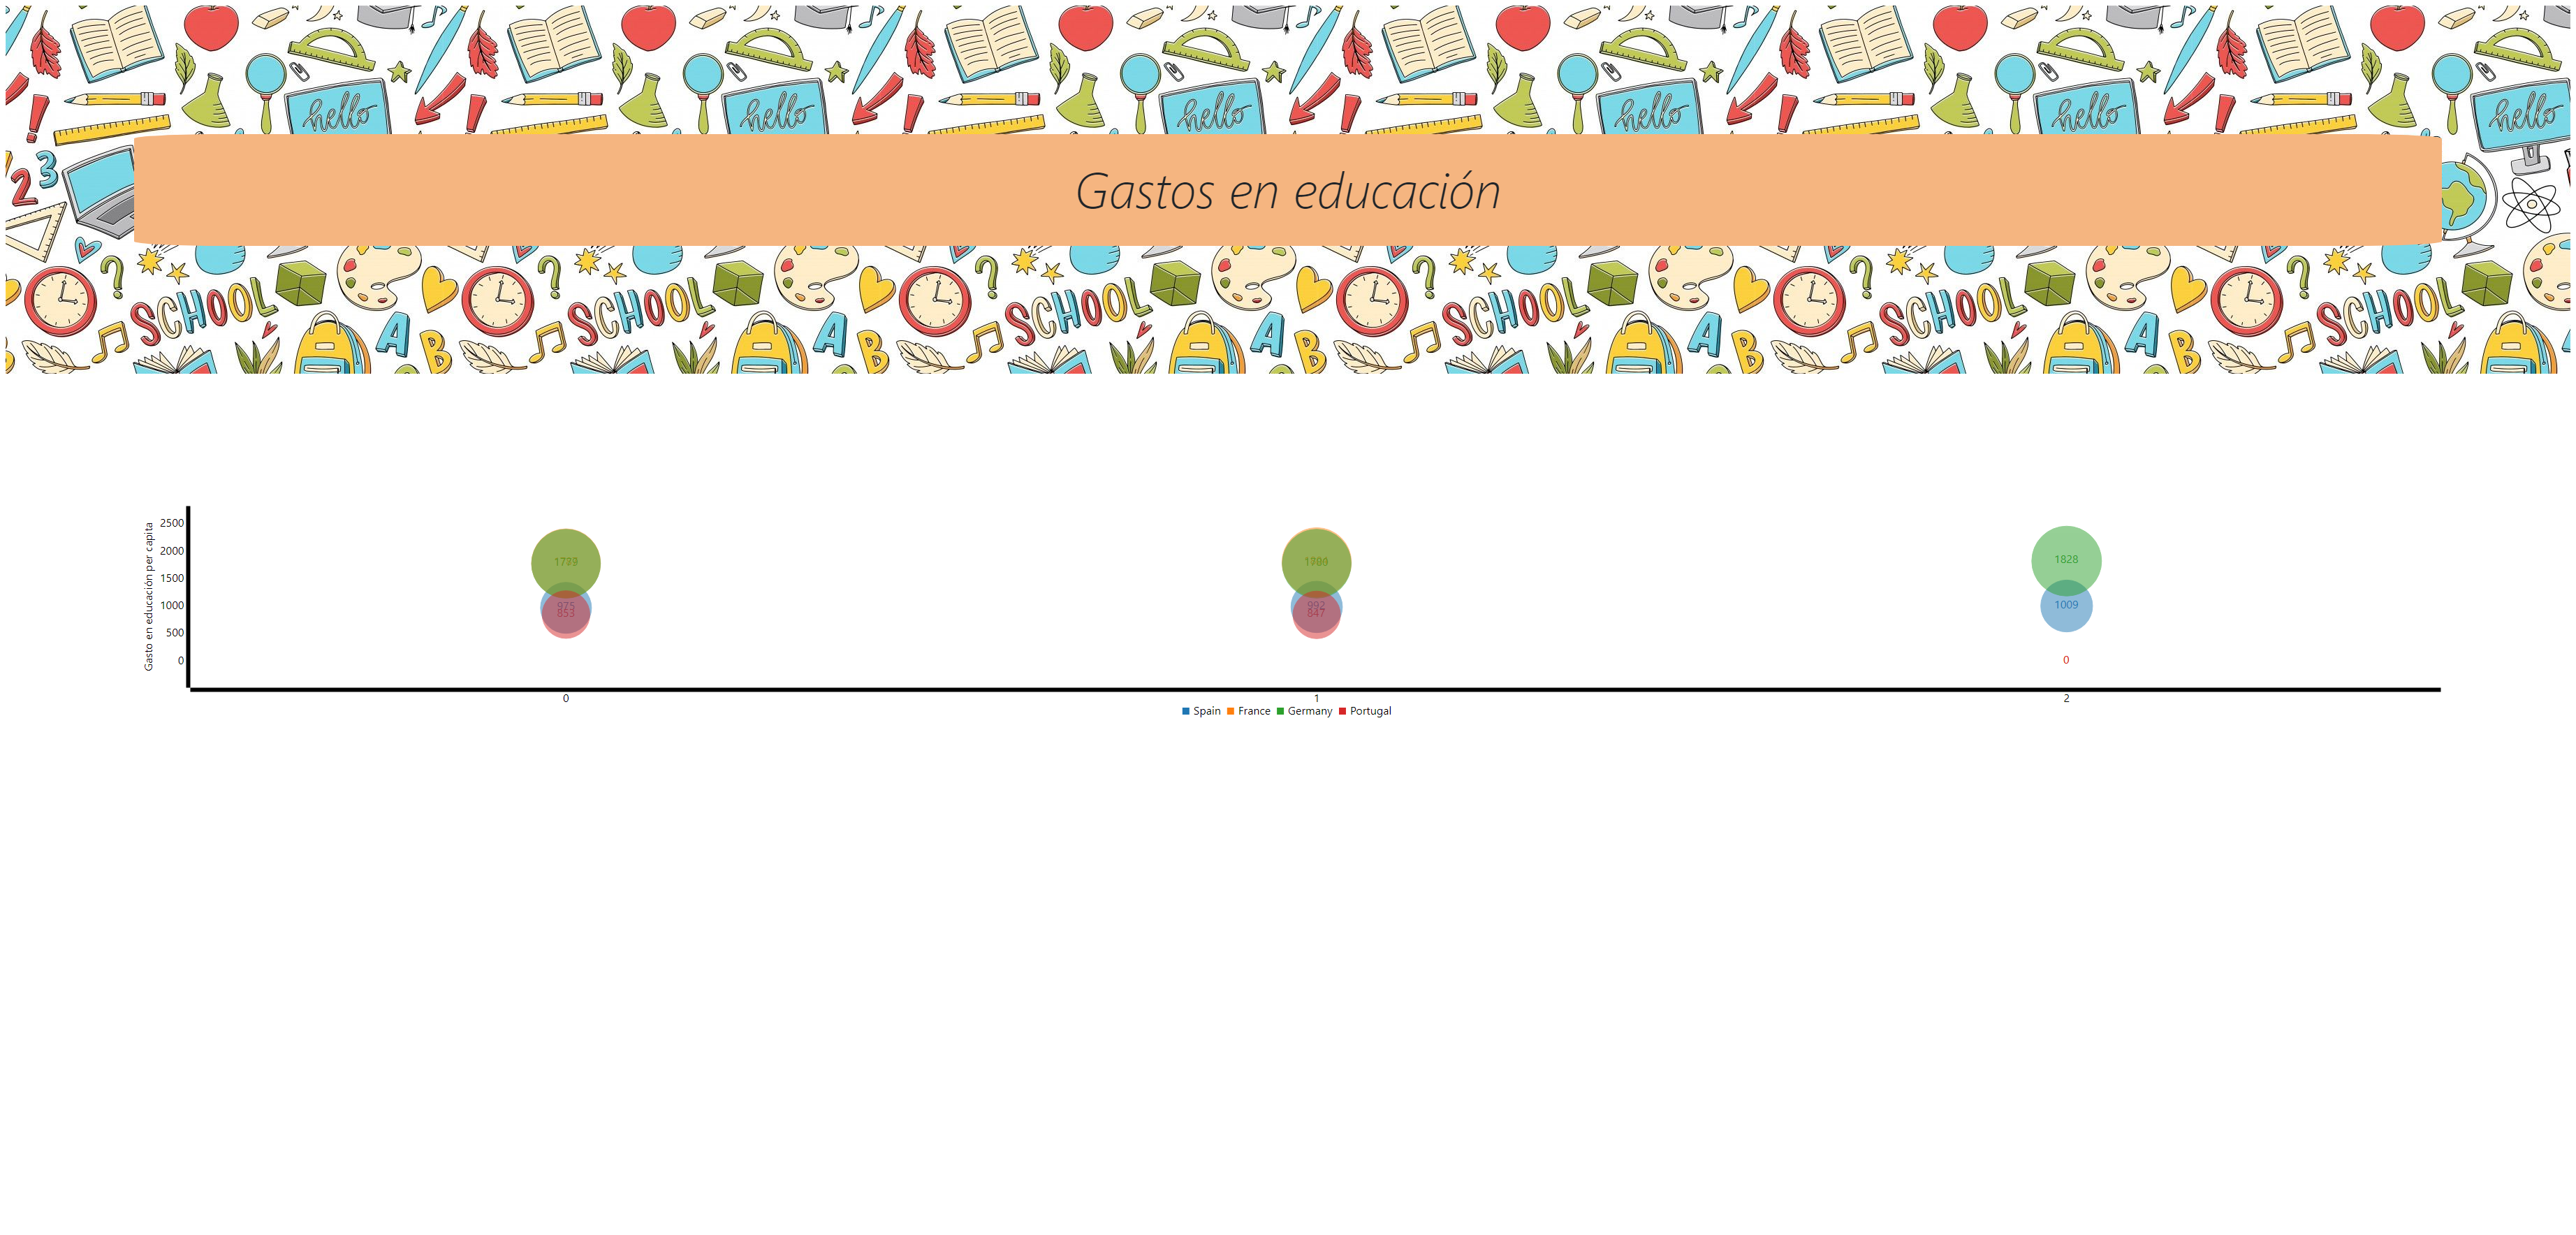 hello hello hello hello hello hello
2 3
Gastos en educación
SCHOOL SCHOOL SCHOOL SCHOOL SCHOOL SCHOOL
A B A B A B A B A B
Gasto en educación per capita
2500
2000
1500
1000
500
0
975
853
992
847
1828
1009
0
0 1 2
Spain France Germany Portugal